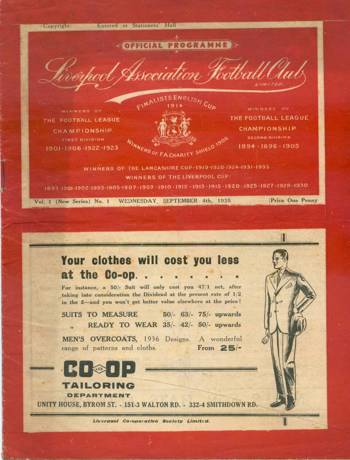 Copyright. Entered at Stationers' Hall
OFFICIAL PROGRAMME
Liverpool Association Football Club
LIMITED.
FINALISTS ENGLISH CUP
1914
WINNERS OF
THE FOOTBALL LEAGUE
CHAMPIONSHIP
FIRST DIVISION
1901-1906-1922-1923
WINNERS OF
THE FOOTBALL LEAGUE
CHAMPIONSHIP
SECOND DIVISION
1894-1896-1905
WINNERS OF F.A CHARITY SHIELD 1906
WINNERS OF THE LANCASHIRE CUP-1919-1920-1924-1931-1933
WINNERS OF THE LIVERPOOL CUP
Vol. 1 (New Series) No. 1 WEDNESDAY, SEPTEMBER 4th, 1935 (Price One Penny
Your clothes will cost you less
at the Co-op. . . . . . . .
For instance, a 50/- Suit will only cost you 47/1 net, after
taking into consideration the Dividend at the present rate of 1/2
in the £—and you won't get better value elsewhere at the price!
SUITS TO MEASURE 50/- 63/- 75/- upwards
„ READY TO WEAR 35/- 42/- 50/- upwards
MEN'S OVERCOATS, 1936 Designs. A wonderful
range of patterns and cloths. From 25/-
CO-OP
TAILORING
DEPARTMENT
UNITY HOUSE, BYROM ST. - 151-3 WALTON RD. - 332-4 SMITHDOWN RD.
Liverpool Co-operative Society Limited.